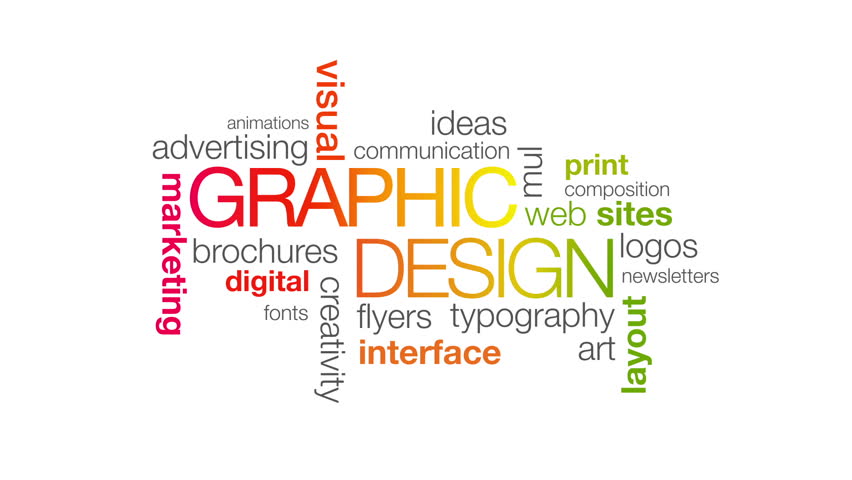 visual
animations
ideas
advertising
communication
mul
print
marketing
GRAPHIC
composition
web sites
brochures
DESIGN
logos
digital
newsletters
creativity
fonts
flyers
typography
layout
interface
art